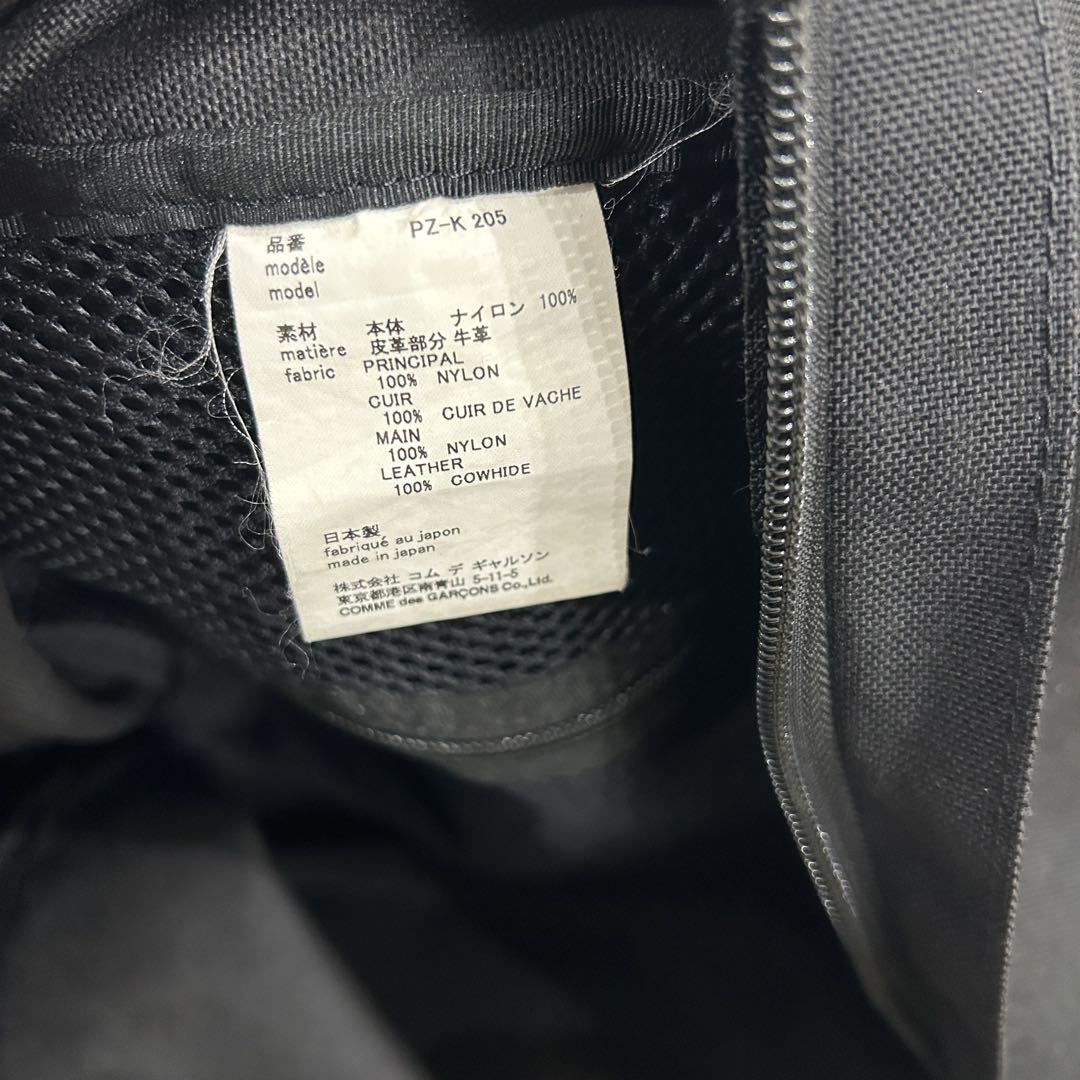 品番 PZ-K 205
modèle
model
素材 本体 ナイロン 100%
matière 皮革部分 牛革
fabric PRINCIPAL
100% NYLON
CUIR
100% CUIR DE VACHE
MAIN
100% NYLON
LEATHER
100% COWHIDE
日本製
fabriqué au japon
made in japan
株式会社 コム デ ギャルソン
東京都港区南青山 5-11-5
COMME des GARÇONS Co.,Ltd.